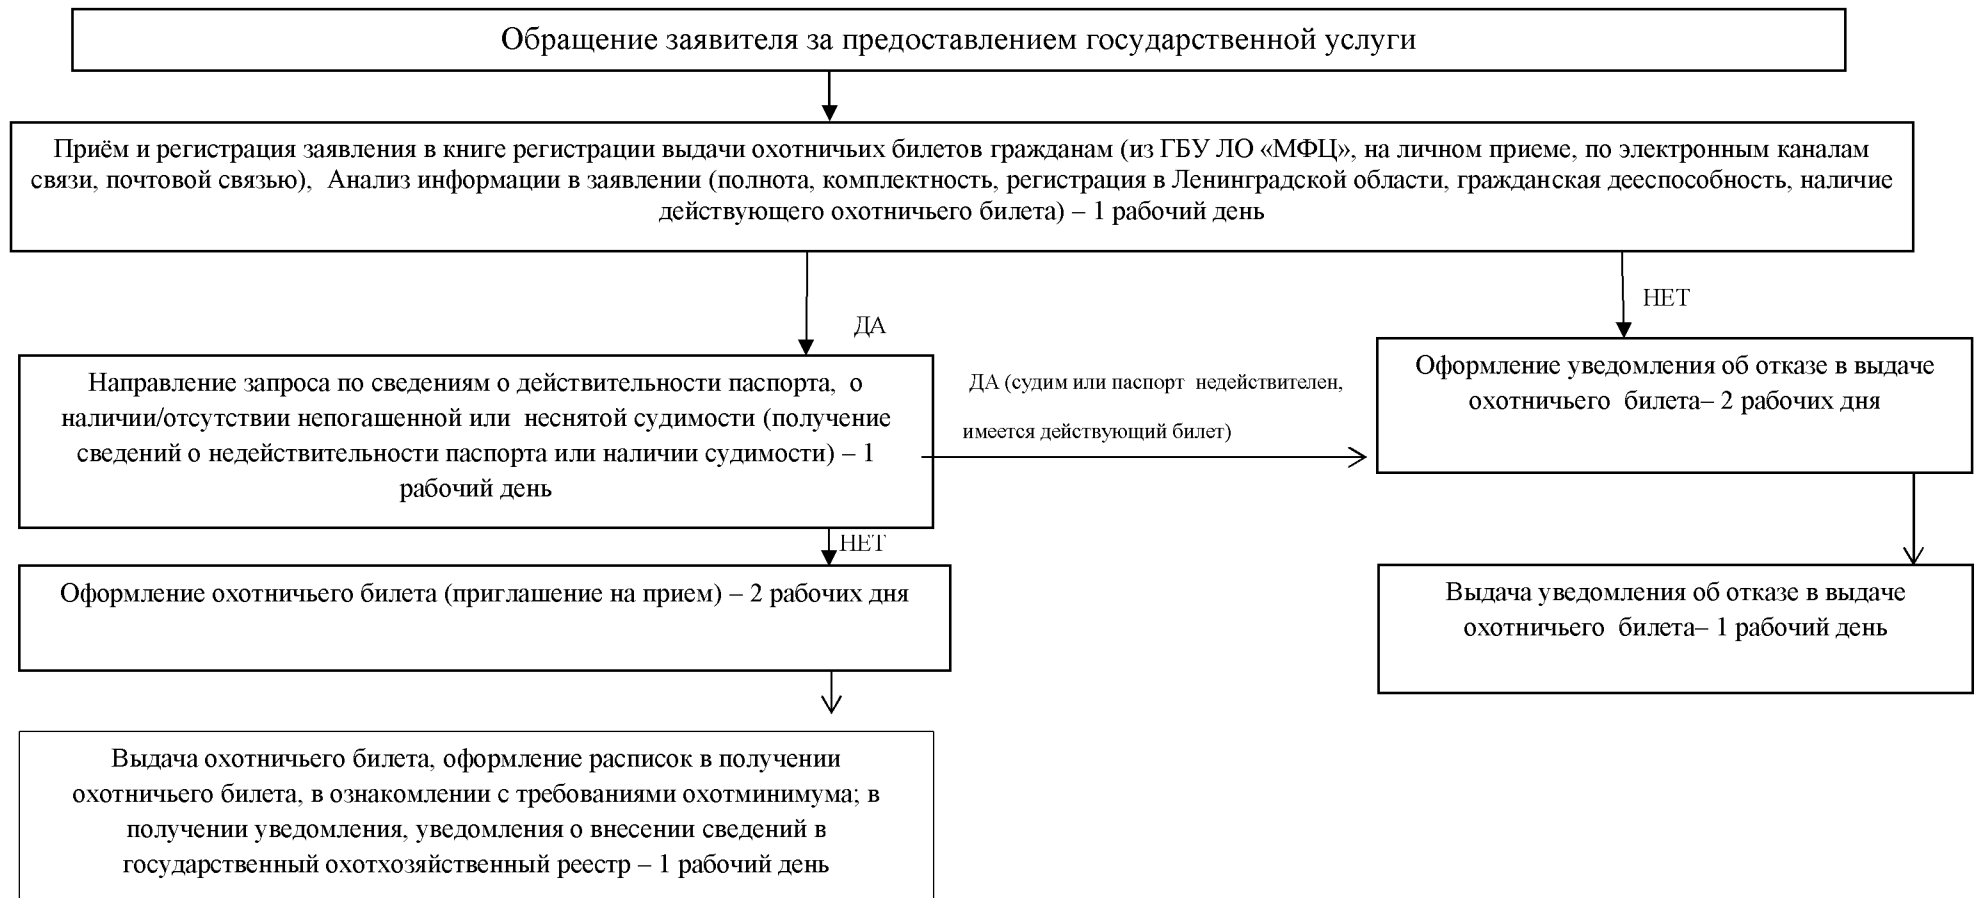 Обращение заявителя за предоставлением государственной услуги
Приём и регистрация заявления в книге регистрации выдачи охотничьих билетов гражданам (из ГБУ ЛО «МФЦ», на личном приеме, по электронным каналам
связи, почтовой связью), Анализ информации в заявлении (полнота, комплектность, регистрация в Ленинградской области, гражданская дееспособность, наличие
действующего охотничьего билета) – 1 рабочий день
ДА
НЕТ
Направление запроса по сведениям о действительности паспорта, о
наличии/отсутствии непогашенной или неснятой судимости (получение
сведений о недействительности паспорта или наличии судимости) – 1
рабочий день
ДА (судим или паспорт недействителен,
имеется действующий билет)
Оформление уведомления об отказе в выдаче
охотничьего билета– 2 рабочих дня
НЕТ
Оформление охотничьего билета (приглашение на прием) – 2 рабочих дня
Выдача уведомления об отказе в выдаче
охотничьего билета– 1 рабочий день
Выдача охотничьего билета, оформление расписок в получении
охотничьего билета, в ознакомлении с требованиями охотминимума; в
получении уведомления, уведомления о внесении сведений в
государственный охотхозяйственный реестр – 1 рабочий день